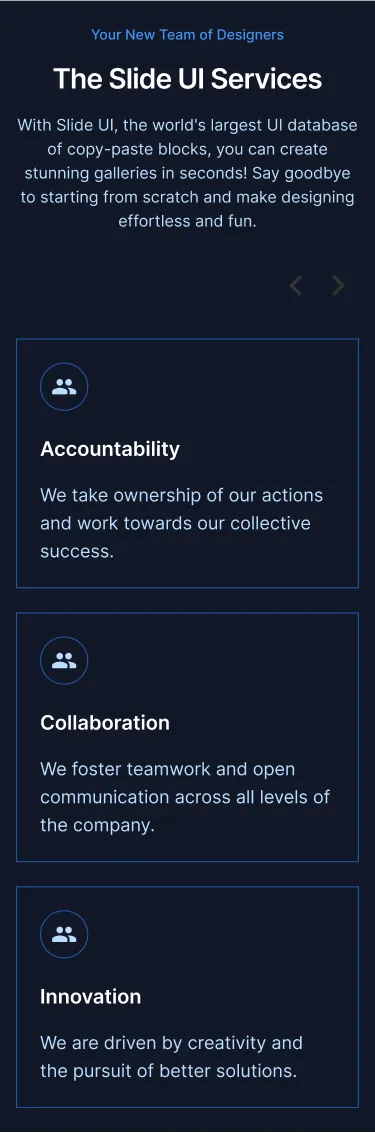 Your New Team of Designers
The Slide UI Services
With Slide UI, the world's largest UI database
of copy-paste blocks, you can create
stunning galleries in seconds! Say goodbye
to starting from scratch and make designing
effortless and fun.
Accountability
We take ownership of our actions
and work towards our collective
success.
Collaboration
We foster teamwork and open
communication across all levels of
the company.
Innovation
We are driven by creativity and
the pursuit of better solutions.